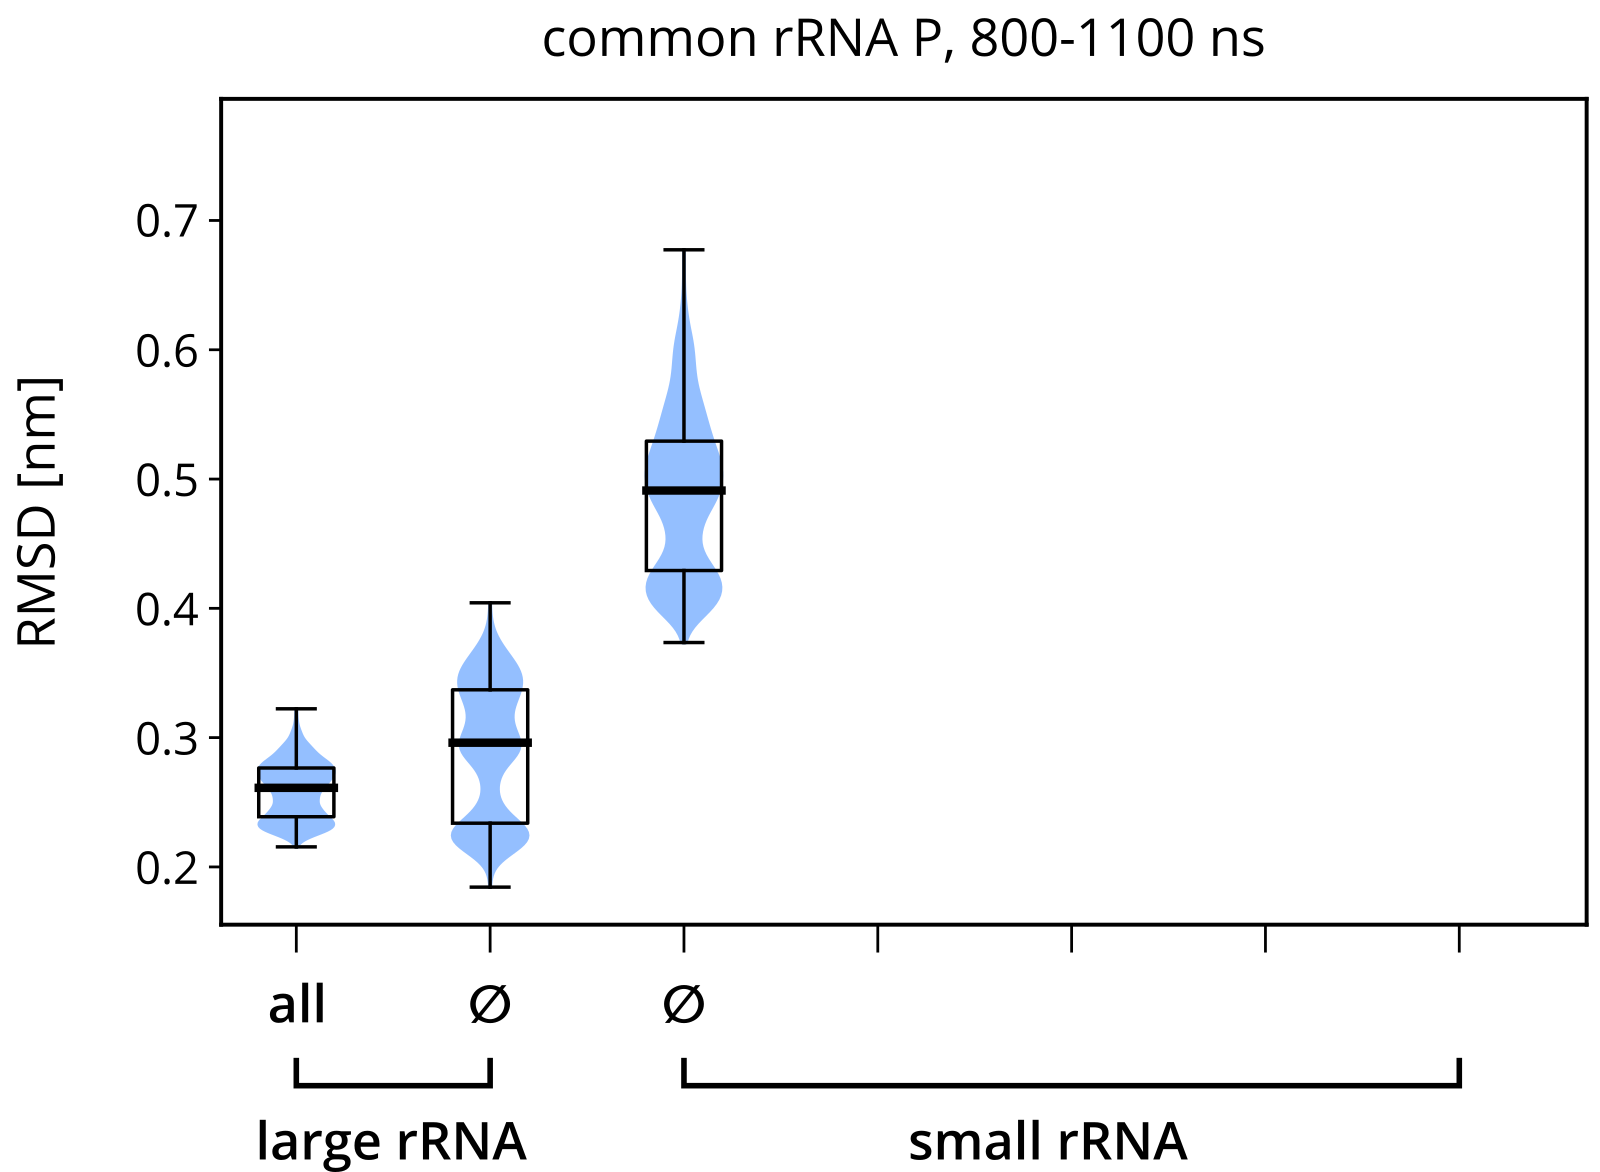 common rRNA P, 800-1100 ns
RMSD [nm]
0.7
0.6
0.5
0.4
0.3
0.2
all Ø Ø
large rRNA small rRNA